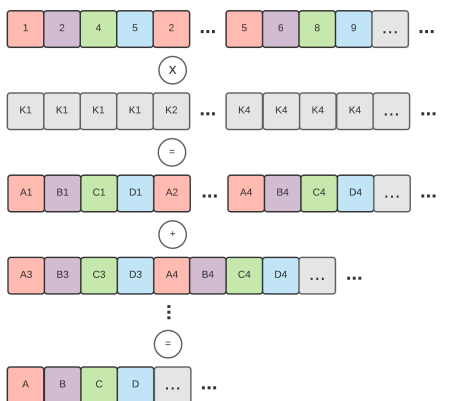 1 2 4 5 2 ... 5 6 8 9 ... ...
X
K1 K1 K1 K1 K2 ... K4 K4 K4 K4 ... ...
=
A1 B1 C1 D1 A2 ... A4 B4 C4 D4 ... ...
+
A3 B3 C3 D3 A4 B4 C4 D4 ... ...
⋮
=
A B C D ... ...